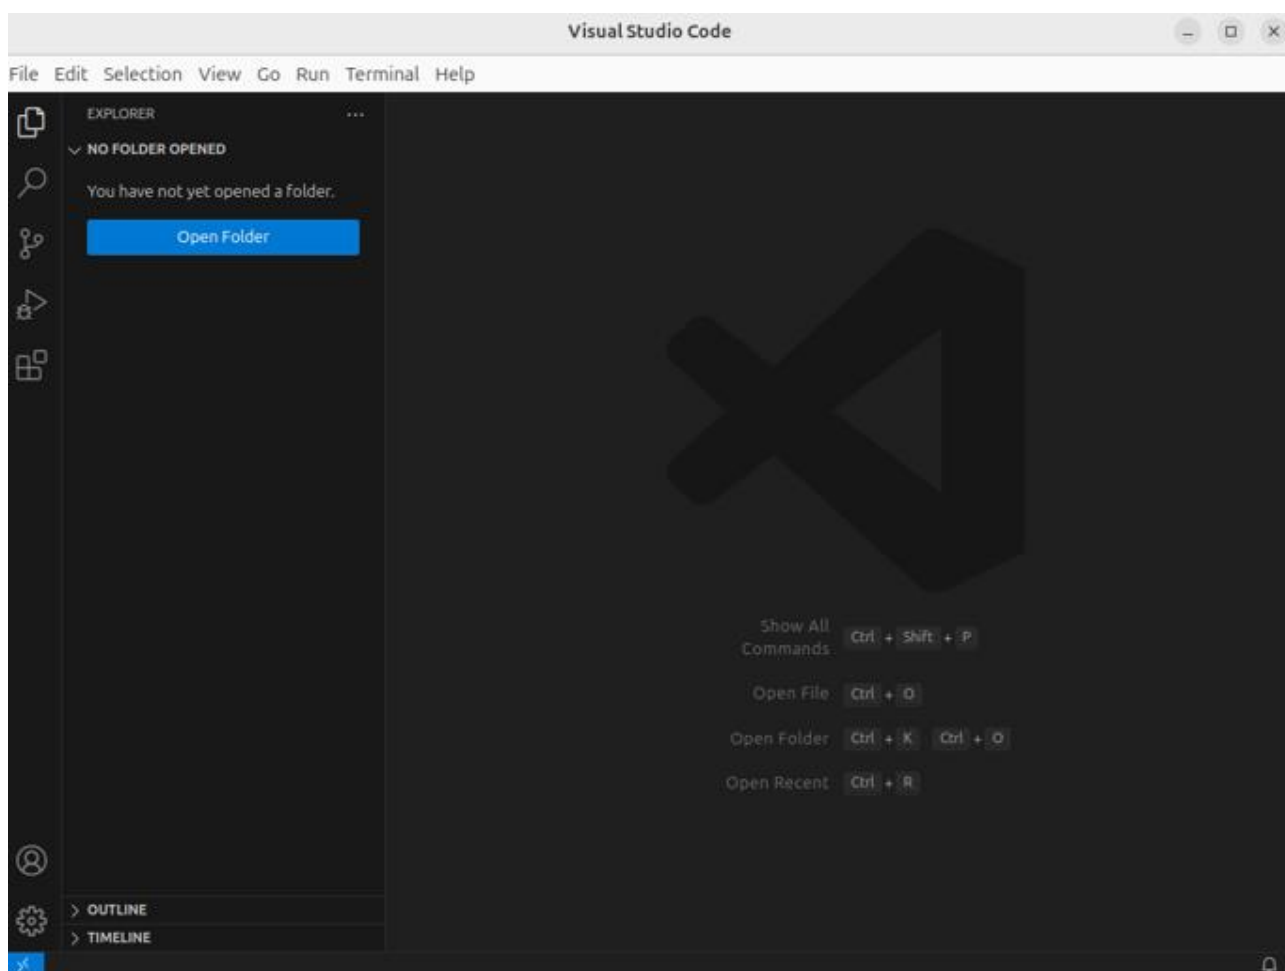 Visual Studio Code
File Edit Selection View Go Run Terminal Help
EXPLORER
NO FOLDER OPENED
You have not yet opened a folder.
Open Folder
Show All
Commands
Ctrl + Shift + P
Open File Ctrl + O
Open Folder Ctrl + K Ctrl + O
Open Recent Ctrl + R
OUTLINE
TIMELINE